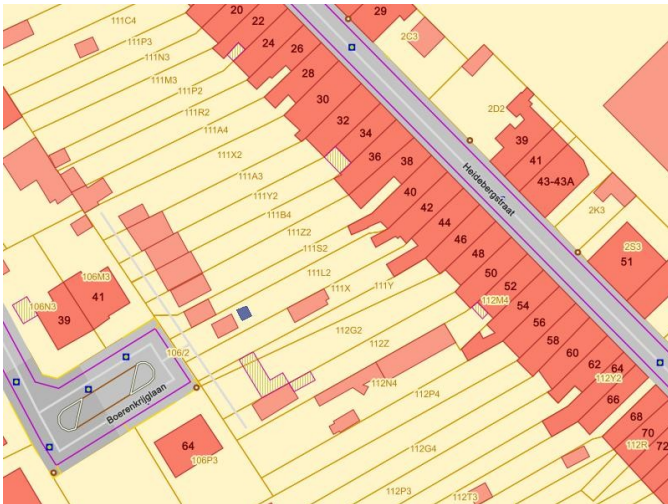 20
22
24
26
28
30
32
34
36
38
40
42
44
46
48
50
52
54
56
58
60
62
64
66
68
70
72
29
39
41
43-43A
51
Heidebergstraat
2C3
2D2
2K3
2S3
111C4
111P3
111N3
111M3
111P2
111R2
111A4
111X2
111A3
111Y2
111B4
111Z2
111S2
111L2
111X
111Y
112G2
112Z
112M4
112N4
112P4
112G4
112P3
112T3
112Y2
112R
106M3
106N3
39
41
106/2
Boerenkrijglaan
64
106P3